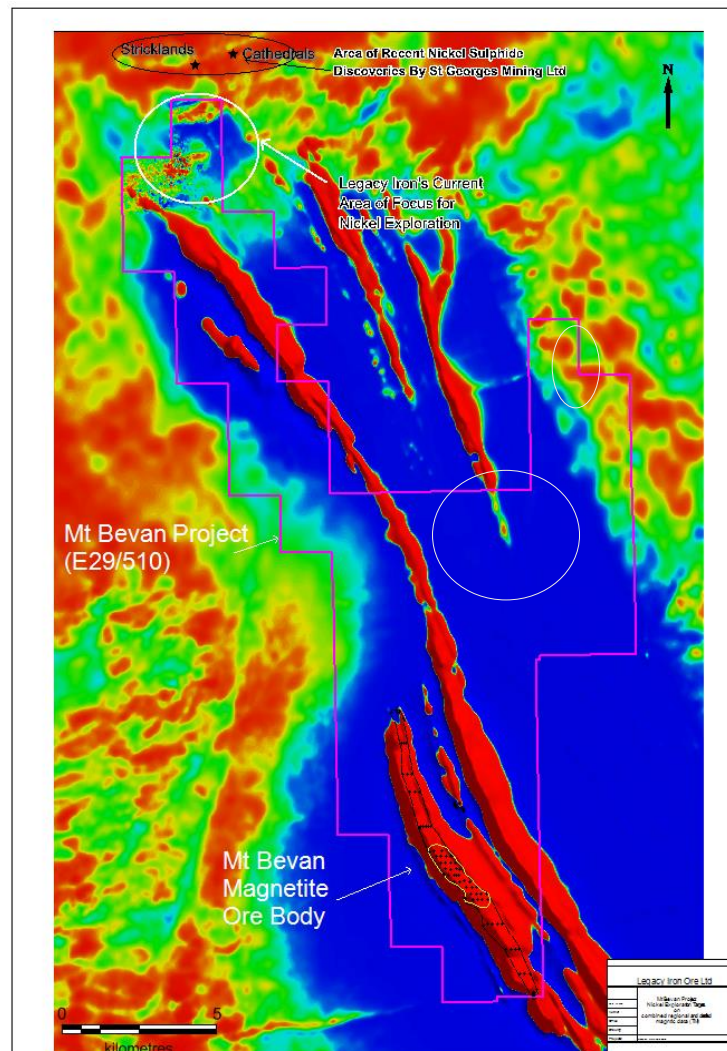 Stricklands
Cathedrals
Area of Recent Nickel Sulphide
Discoveries By St Georges Mining Ltd
N
Legacy Iron's Current
Area of Focus for
Nickel Exploration
Mt Bevan Project
(E29/510)
Mt Bevan
Magnetite
Ore Body
0 5
kilometres
Legacy Iron Ore Ltd
Mt Bevan Project
Nickel Exploration Targets
on
combined regional and detailed
magnetic data (TMI)